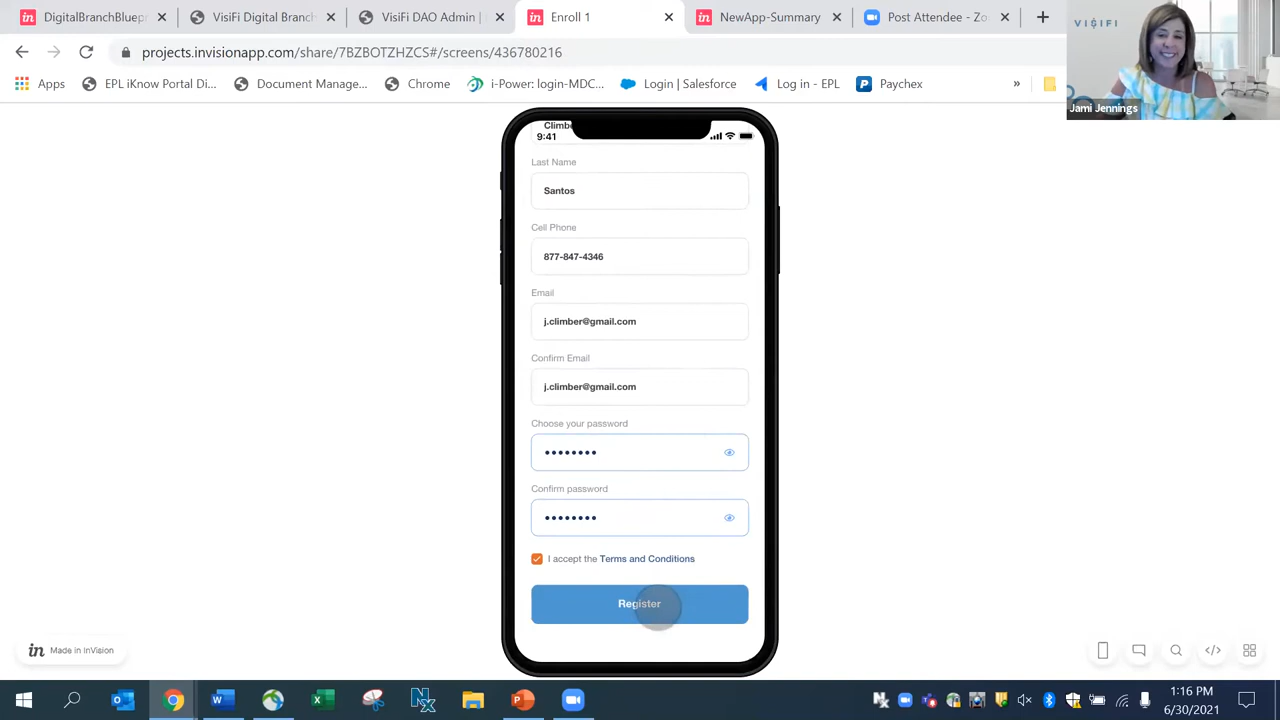 DigitalBranchBluep
VisiFi Digital Branch
VisiFi DAO Admin
Enroll 1
NewApp-Summary
Post Attendee - Zo
VISIFI
projects.invisionapp.com/share/7BZBOTZHZCS#/screens/436780216
Apps
EPL iKnow Portal Di...
Document Manage...
Chrome
i-Power: login-MDC...
Login | Salesforce
Log in - EPL
Paychex
»
Jami Jennings
Climbe
9:41
Last Name
Santos
Cell Phone
877-847-4346
Email
j.climber@gmail.com
Confirm Email
j.climber@gmail.com
Choose your password
••••••••
Confirm password
••••••••
I accept the Terms and Conditions
Register
in Made in InVision
1:16 PM
6/30/2021